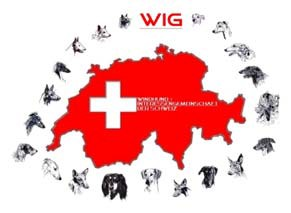 WIG
WINDHUND-
INTERESSENGEMEINSCHAFT
DER SCHWEIZ